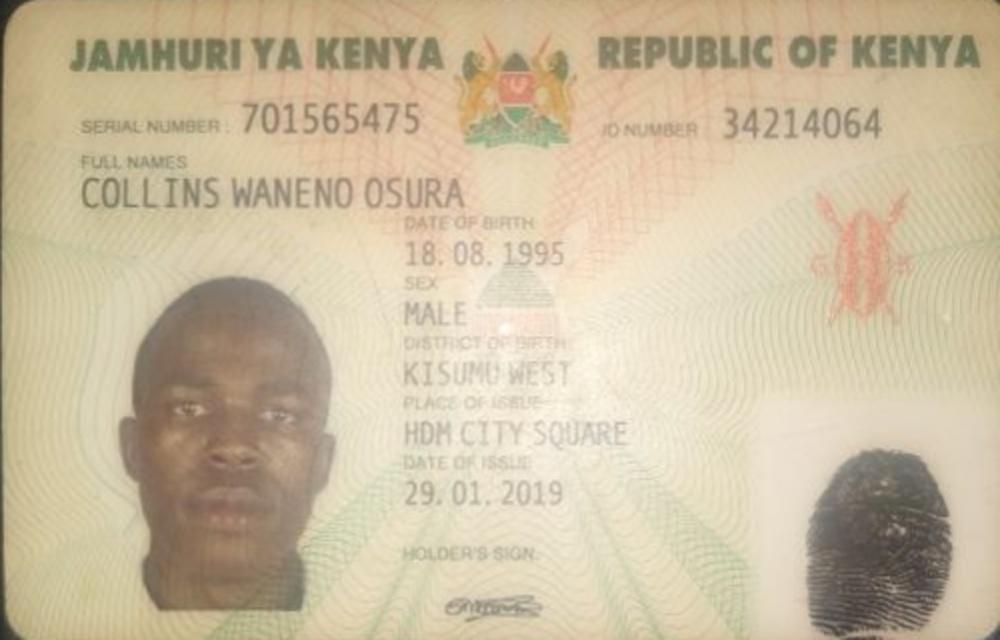 JAMHURI YA KENYA REPUBLIC OF KENYA
SERIAL NUMBER : 701565475 ID NUMBER 34214064
FULL NAMES
COLLINS WANENO OSURA
DATE OF BIRTH
18. 08. 1995
SEX
MALE
DISTRICT OF BIRTH
KISUMU WEST
PLACE OF ISSUE
HDM CITY SQUARE
DATE OF ISSUE
29. 01. 2019
HOLDER'S SIGN.